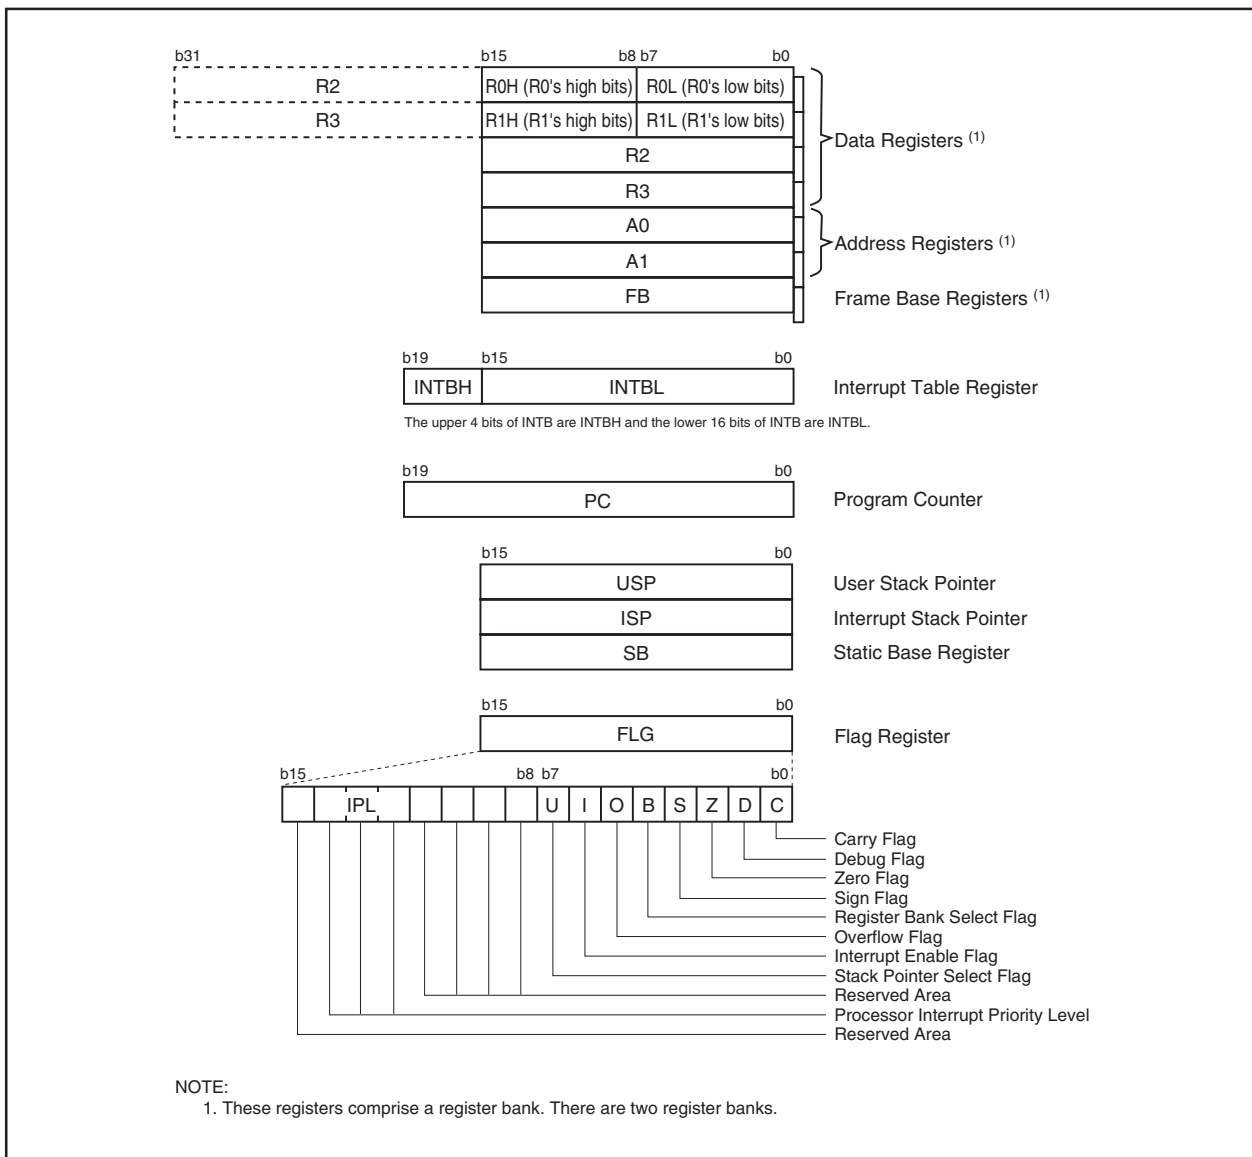 b31 b15 b8 b7 b0
R2 R0H (R0's high bits) R0L (R0's low bits)
R3 R1H (R1's high bits) R1L (R1's low bits)
Data Registers (1)
R2
R3
A0
Address Registers (1)
A1
FB Frame Base Registers (1)
b19 b15 b0
INTBH INTBL Interrupt Table Register
The upper 4 bits of INTB are INTBH and the lower 16 bits of INTB are INTBL.
b19 b0
PC Program Counter
b15 b0
USP User Stack Pointer
ISP Interrupt Stack Pointer
SB Static Base Register
b15 b0
FLG Flag Register
b15 b8 b7 b0
IPL U I O B S Z D C
Carry Flag
Debug Flag
Zero Flag
Sign Flag
Register Bank Select Flag
Overflow Flag
Interrupt Enable Flag
Stack Pointer Select Flag
Reserved Area
Processor Interrupt Priority Level
Reserved Area
NOTE:
1. These registers comprise a register bank. There are two register banks.